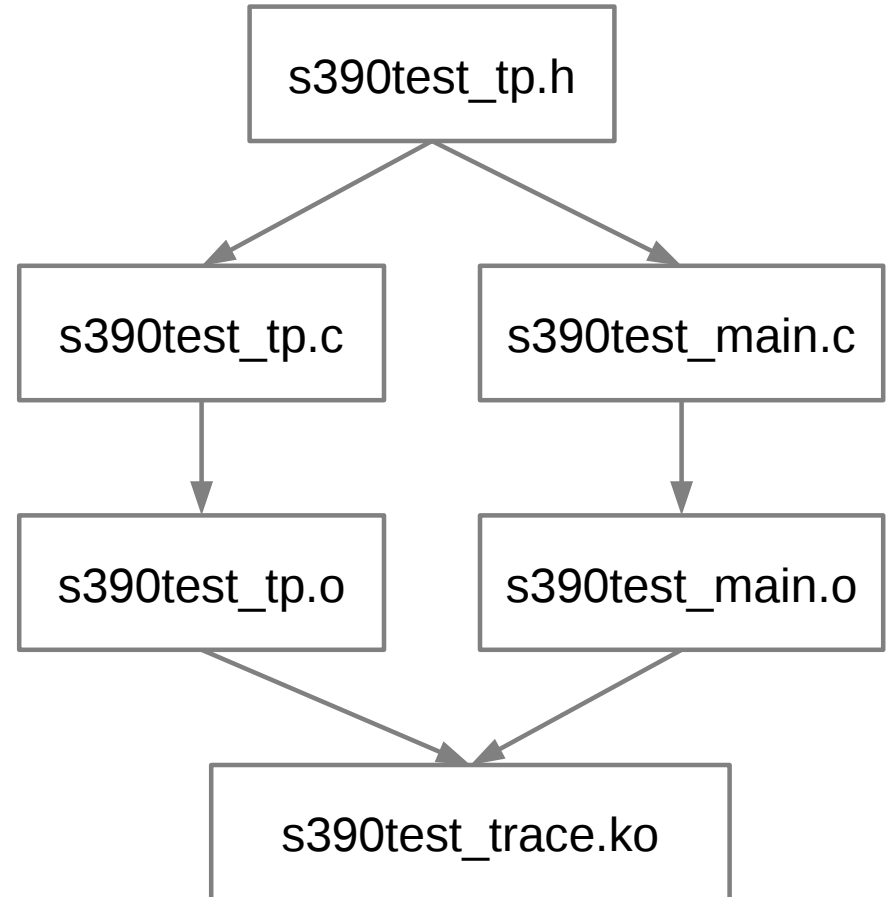 s390test_tp.h
s390test_tp.c
s390test_main.c
s390test_tp.o
s390test_main.o
s390test_trace.ko